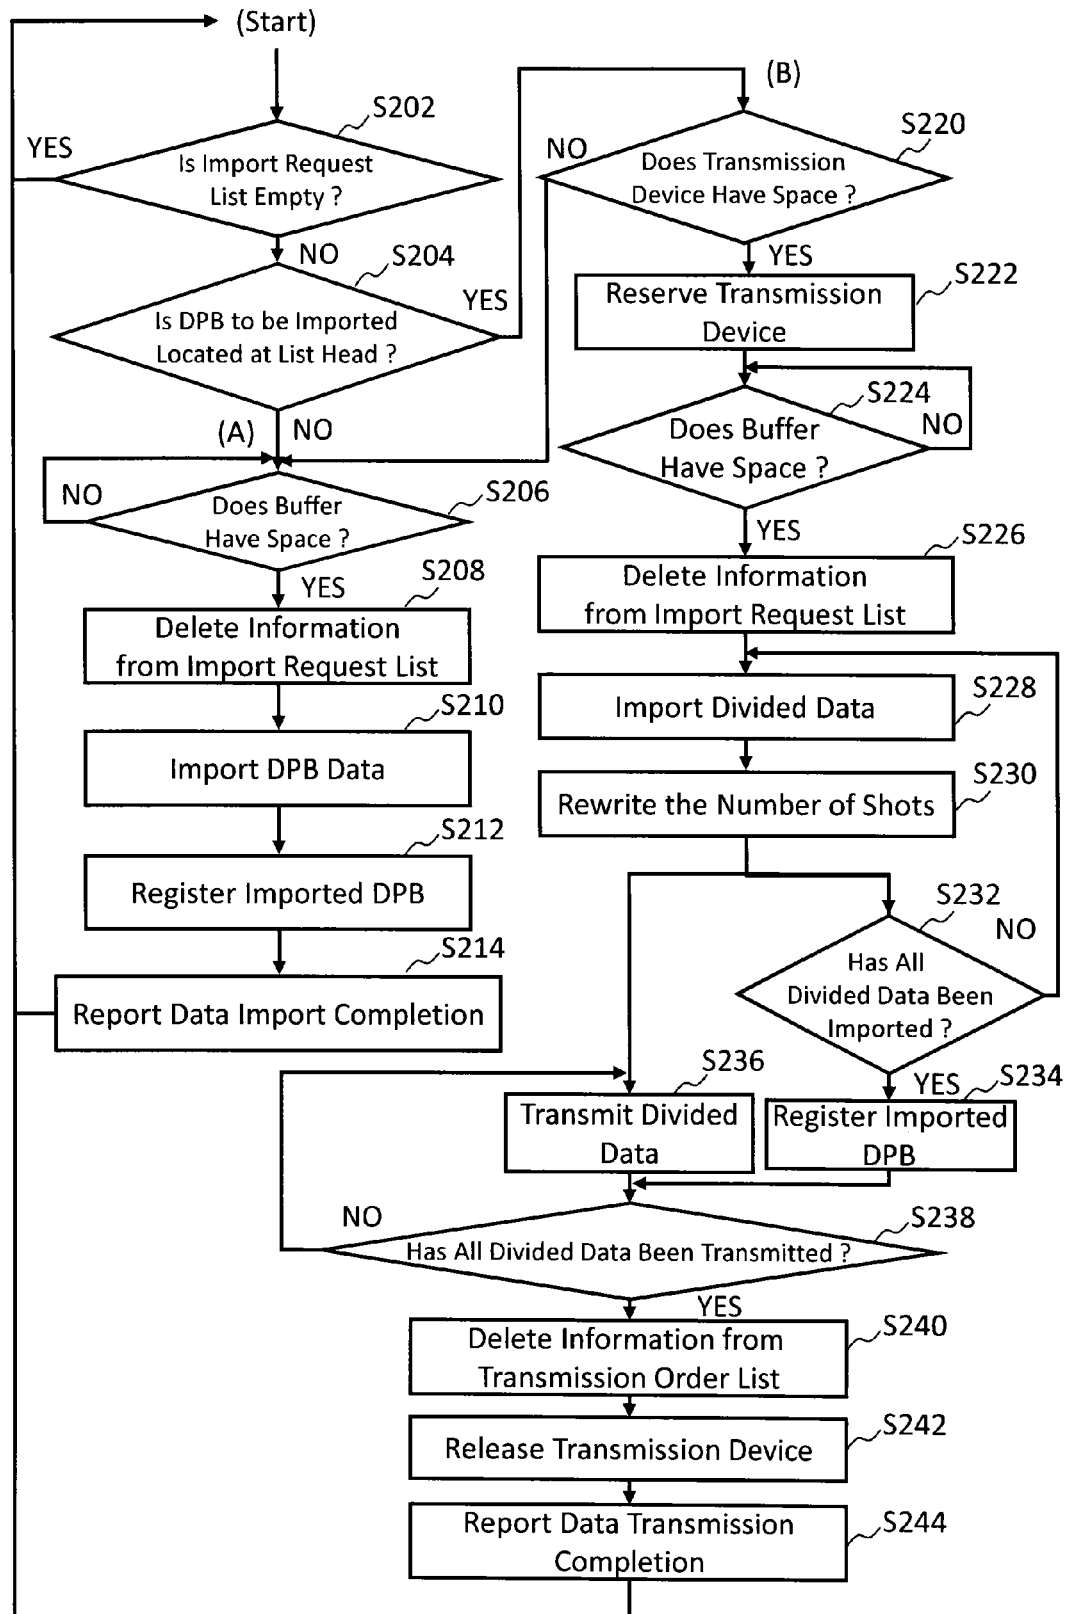 (Start)
S202
YES
Is Import Request
List Empty ?
NO
S204
YES
Is DPB to be Imported
Located at List Head ?
(A)
NO
NO
S206
Does Buffer
Have Space ?
YES
S208
Delete Information
from Import Request List
S210
Import DPB Data
S212
Register Imported DPB
S214
Report Data Import Completion
(B)
S220
NO
Does Transmission
Device Have Space ?
YES
S222
Reserve Transmission
Device
S224
NO
Does Buffer
Have Space ?
YES
S226
Delete Information
from Import Request List
S228
Import Divided Data
S230
Rewrite the Number of Shots
S232
NO
Has All
Divided Data Been
Imported ?
YES
S234
Register Imported
DPB
S236
Transmit Divided
Data
NO
S238
Has All Divided Data Been Transmitted ?
YES
S240
Delete Information from
Transmission Order List
S242
Release Transmission Device
S244
Report Data Transmission
Completion